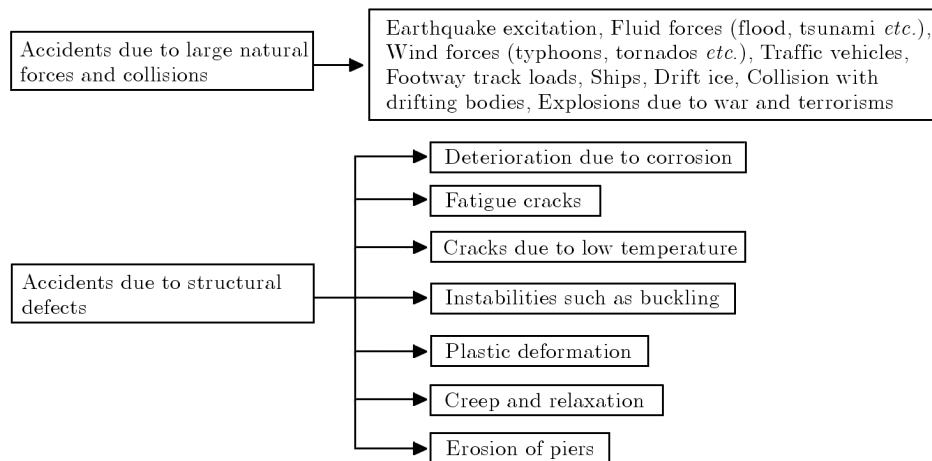 Accidents due to large natural
forces and collisions
Earthquake excitation, Fluid forces (flood, tsunami etc.),
Wind forces (typhoons, tornados etc.), Traffic vehicles,
Footway track loads, Ships, Drift ice, Collision with
drifting bodies, Explosions due to war and terrorisms
Accidents due to structural
defects
Deterioration due to corrosion
Fatigue cracks
Cracks due to low temperature
Instabilities such as buckling
Plastic deformation
Creep and relaxation
Erosion of piers